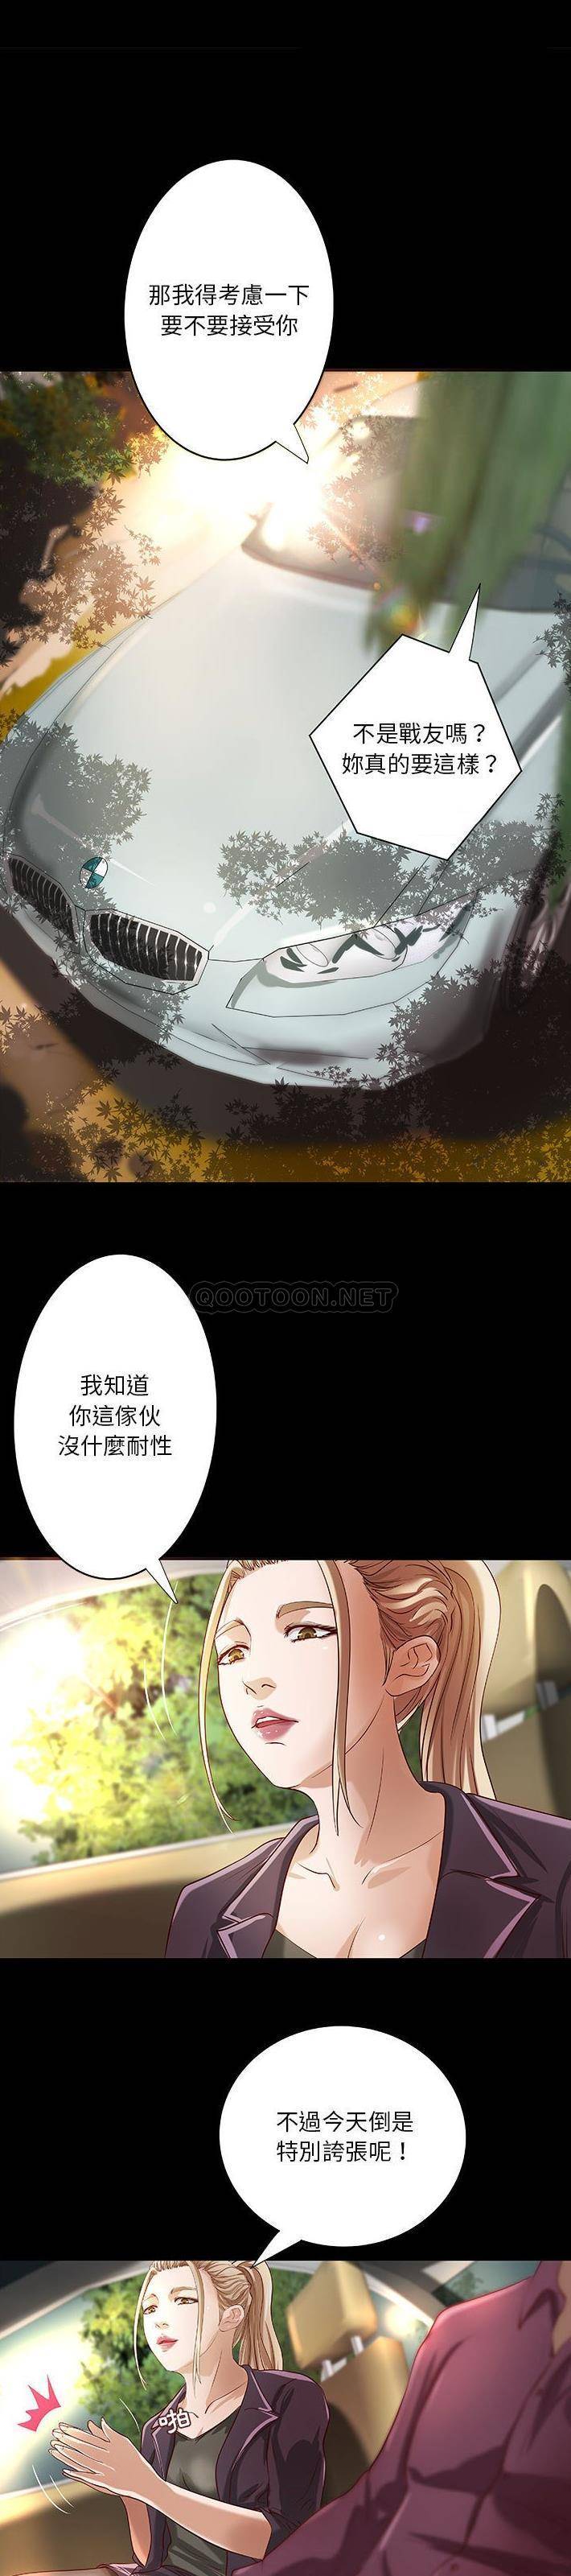 那我得考慮一下
要不要接受你
不是戰友嗎？
妳真的要這樣？
QOOTOON.NET
我知道
你這傢伙
沒什麼耐性
不過今天倒是
特別誇張呢！
啪